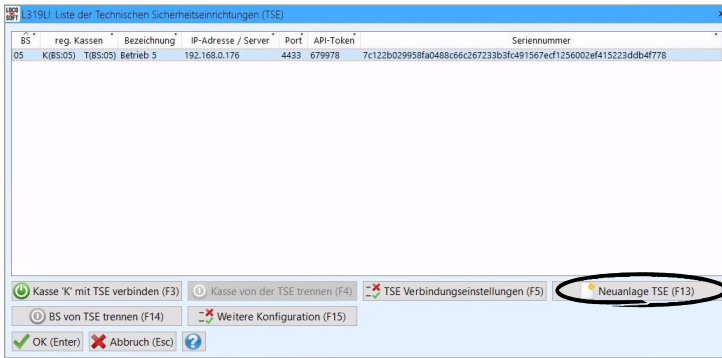 LOCO SOFT L319LI: Liste der Technischen Sicherheitseinrichtungen (TSE)
BS reg. Kassen Bezeichnung IP-Adresse / Server Port API-Token Seriennummer
05 K(BS:05) T(BS:05) Betrieb 5 192.168.0.176 4433 679978 7c122b029958fa0488c66c267233b3fc491567ecf1256002ef415223ddb4f778
Kasse 'K' mit TSE verbinden (F3) Kasse von der TSE trennen (F4) TSE Verbindungseinstellungen (F5) Neuanlage TSE (F13)
BS von TSE trennen (F14) Weitere Konfiguration (F15)
OK (Enter) Abbruch (Esc) ?